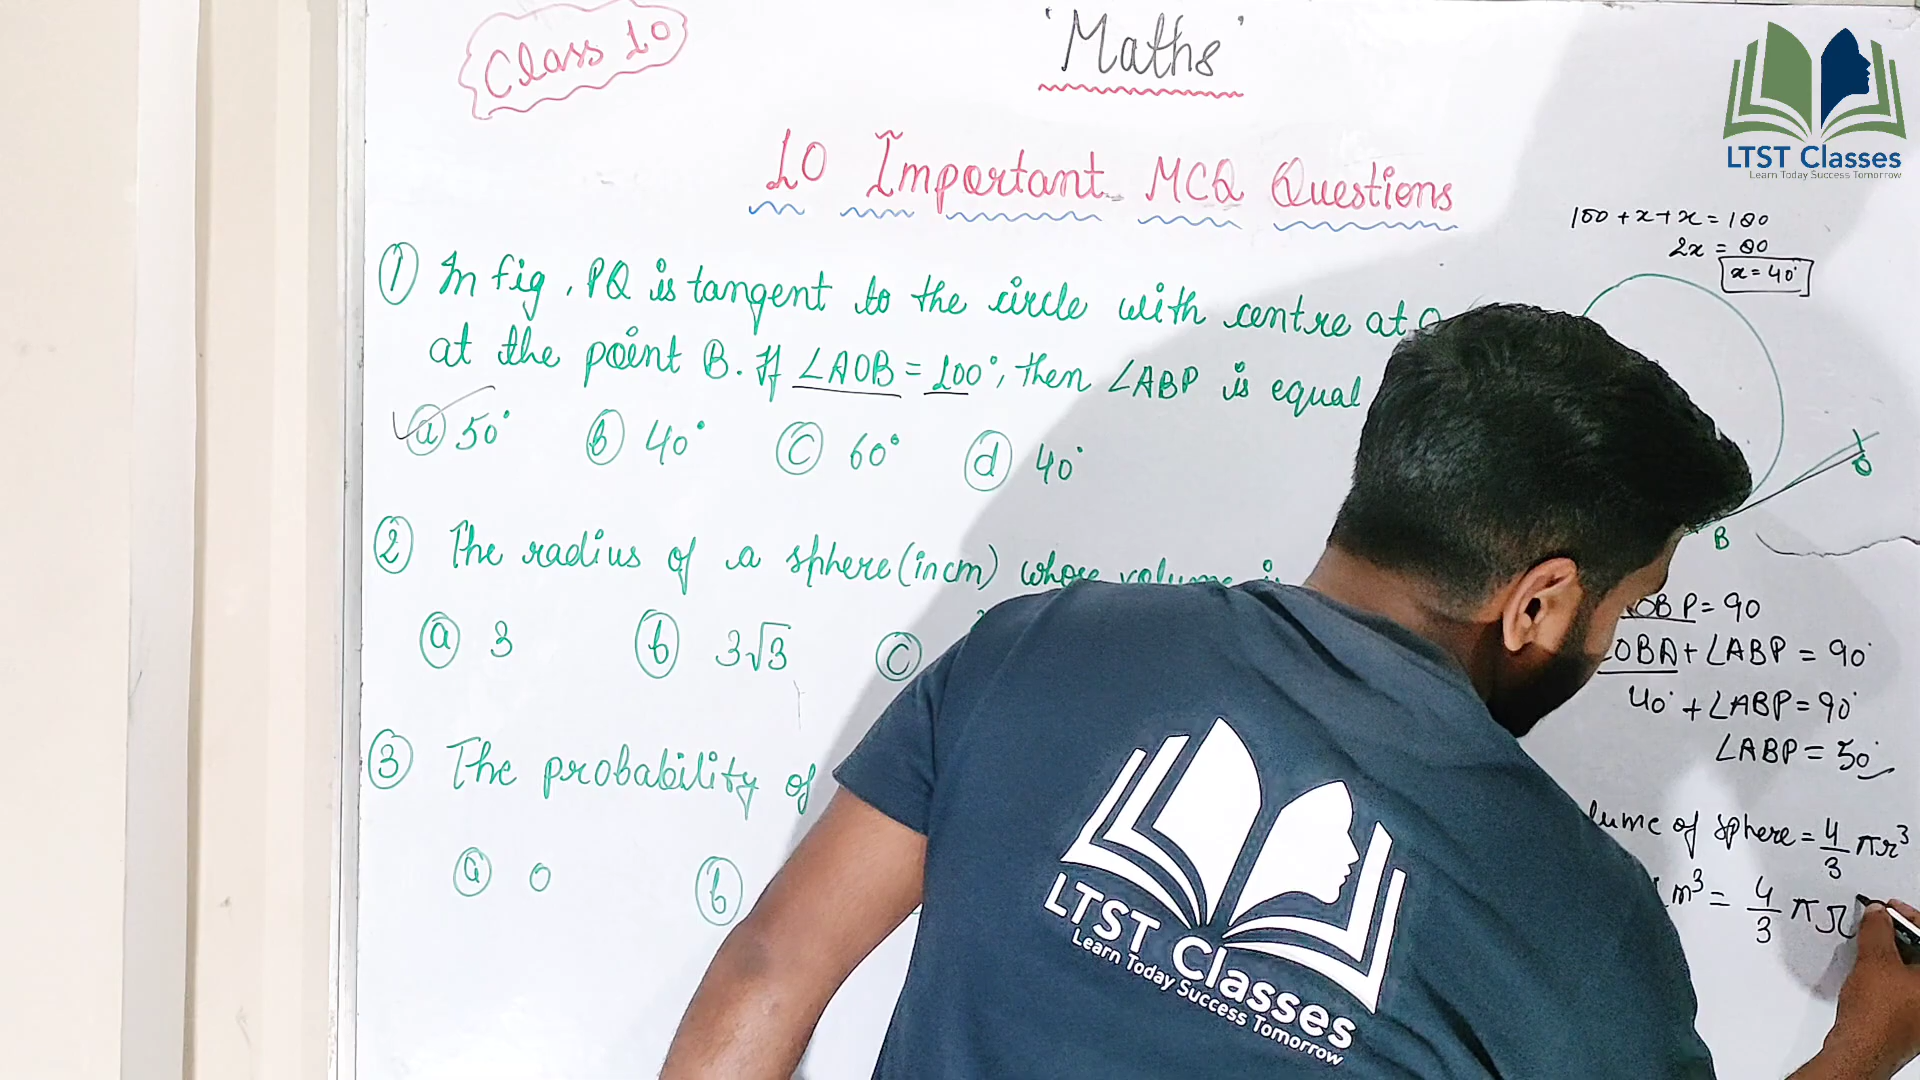 Class 10
'Maths'
10 Important MCQ Questions
① In fig, PQ is tangent to the circle with centre at O
at the point B. If ∠AOB = 100°, then ∠ABP is equal
ⓐ 50° ⓑ 40° ⓒ 60° ⓓ 40°
② The radius of a sphere (in cm) whose volume
ⓐ 3 ⓑ 3√3 ⓒ
③ The probability of
ⓐ 0 ⓑ
100 + x + x = 180
2x = 80
x = 40°
B
OBP = 90
∠OBA + ∠ABP = 90°
40° + ∠ABP = 90°
∠ABP = 50°
of sphere = 4/3 πr³
= 4/3 πr
LTST Classes
Learn Today Success Tomorrow
LTST Classes
Learn Today Success Tomorrow